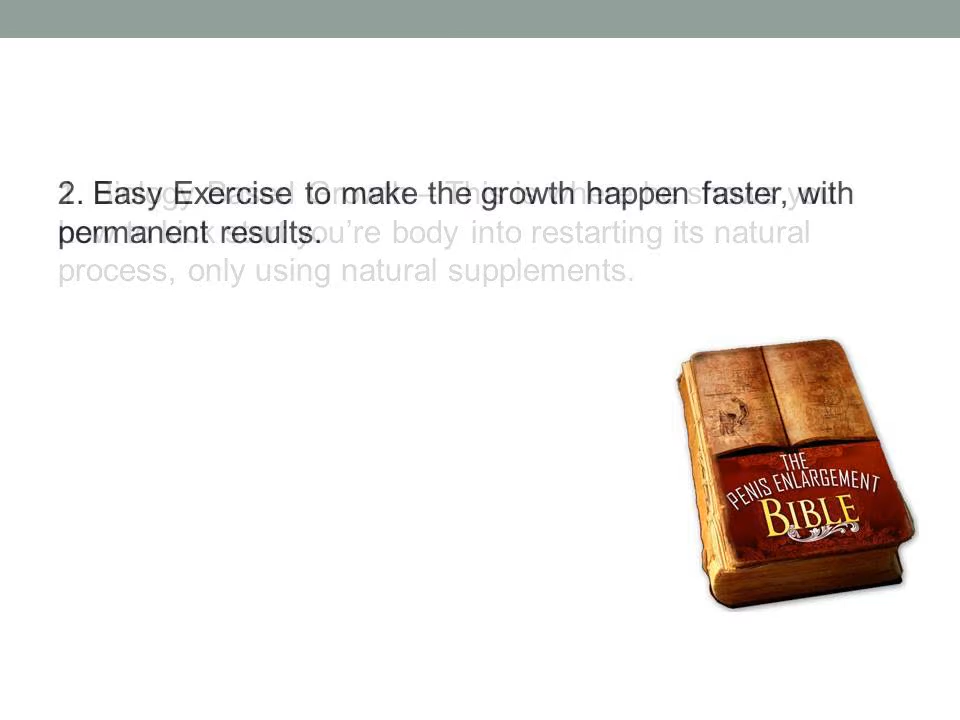 2. Easy Exercise to make the growth happen faster, with
permanent results.
you're body into restarting its natural
process, only using natural supplements.
THE
PENIS ENLARGEMENT
BIBLE